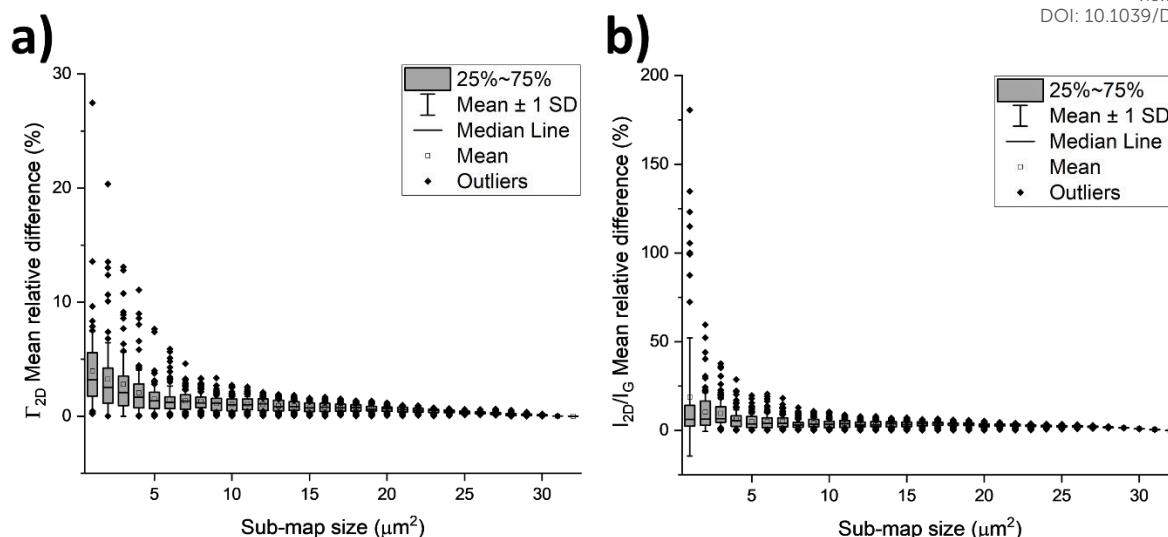 DOI: 10.1039/D
a)
30
20
10
0
Γ2D Mean relative difference (%)
25%~75%
Mean ± 1 SD
Median Line
Mean
Outliers
5 10 15 20 25 30
Sub-map size (μm²)
b)
200
150
100
50
0
I2D/IG Mean relative difference (%)
25%~75%
Mean ± 1 SD
Median Line
Mean
Outliers
5 10 15 20 25 30
Sub-map size (μm²)